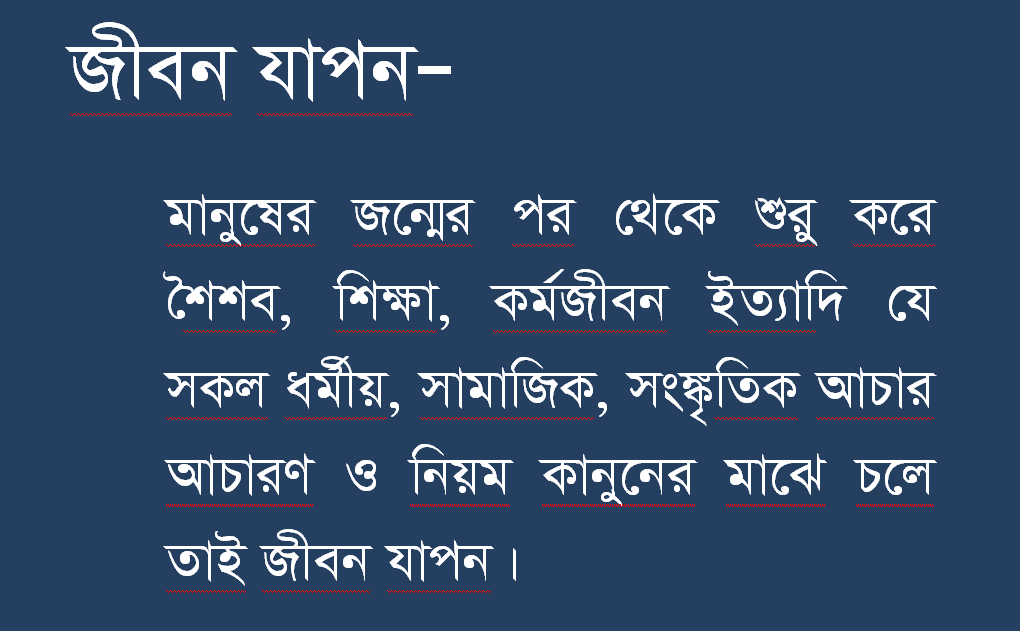 জীবন যাপন–
মানুষের জন্মের পর থেকে শুরু করে
শৈশব, শিক্ষা, কর্মজীবন ইত্যাদি যে
সকল ধর্মীয়, সামাজিক, সংঙ্কৃতিক আচার
আচারণ ও নিয়ম কানুনের মাঝে চলে
তাই জীবন যাপন ।